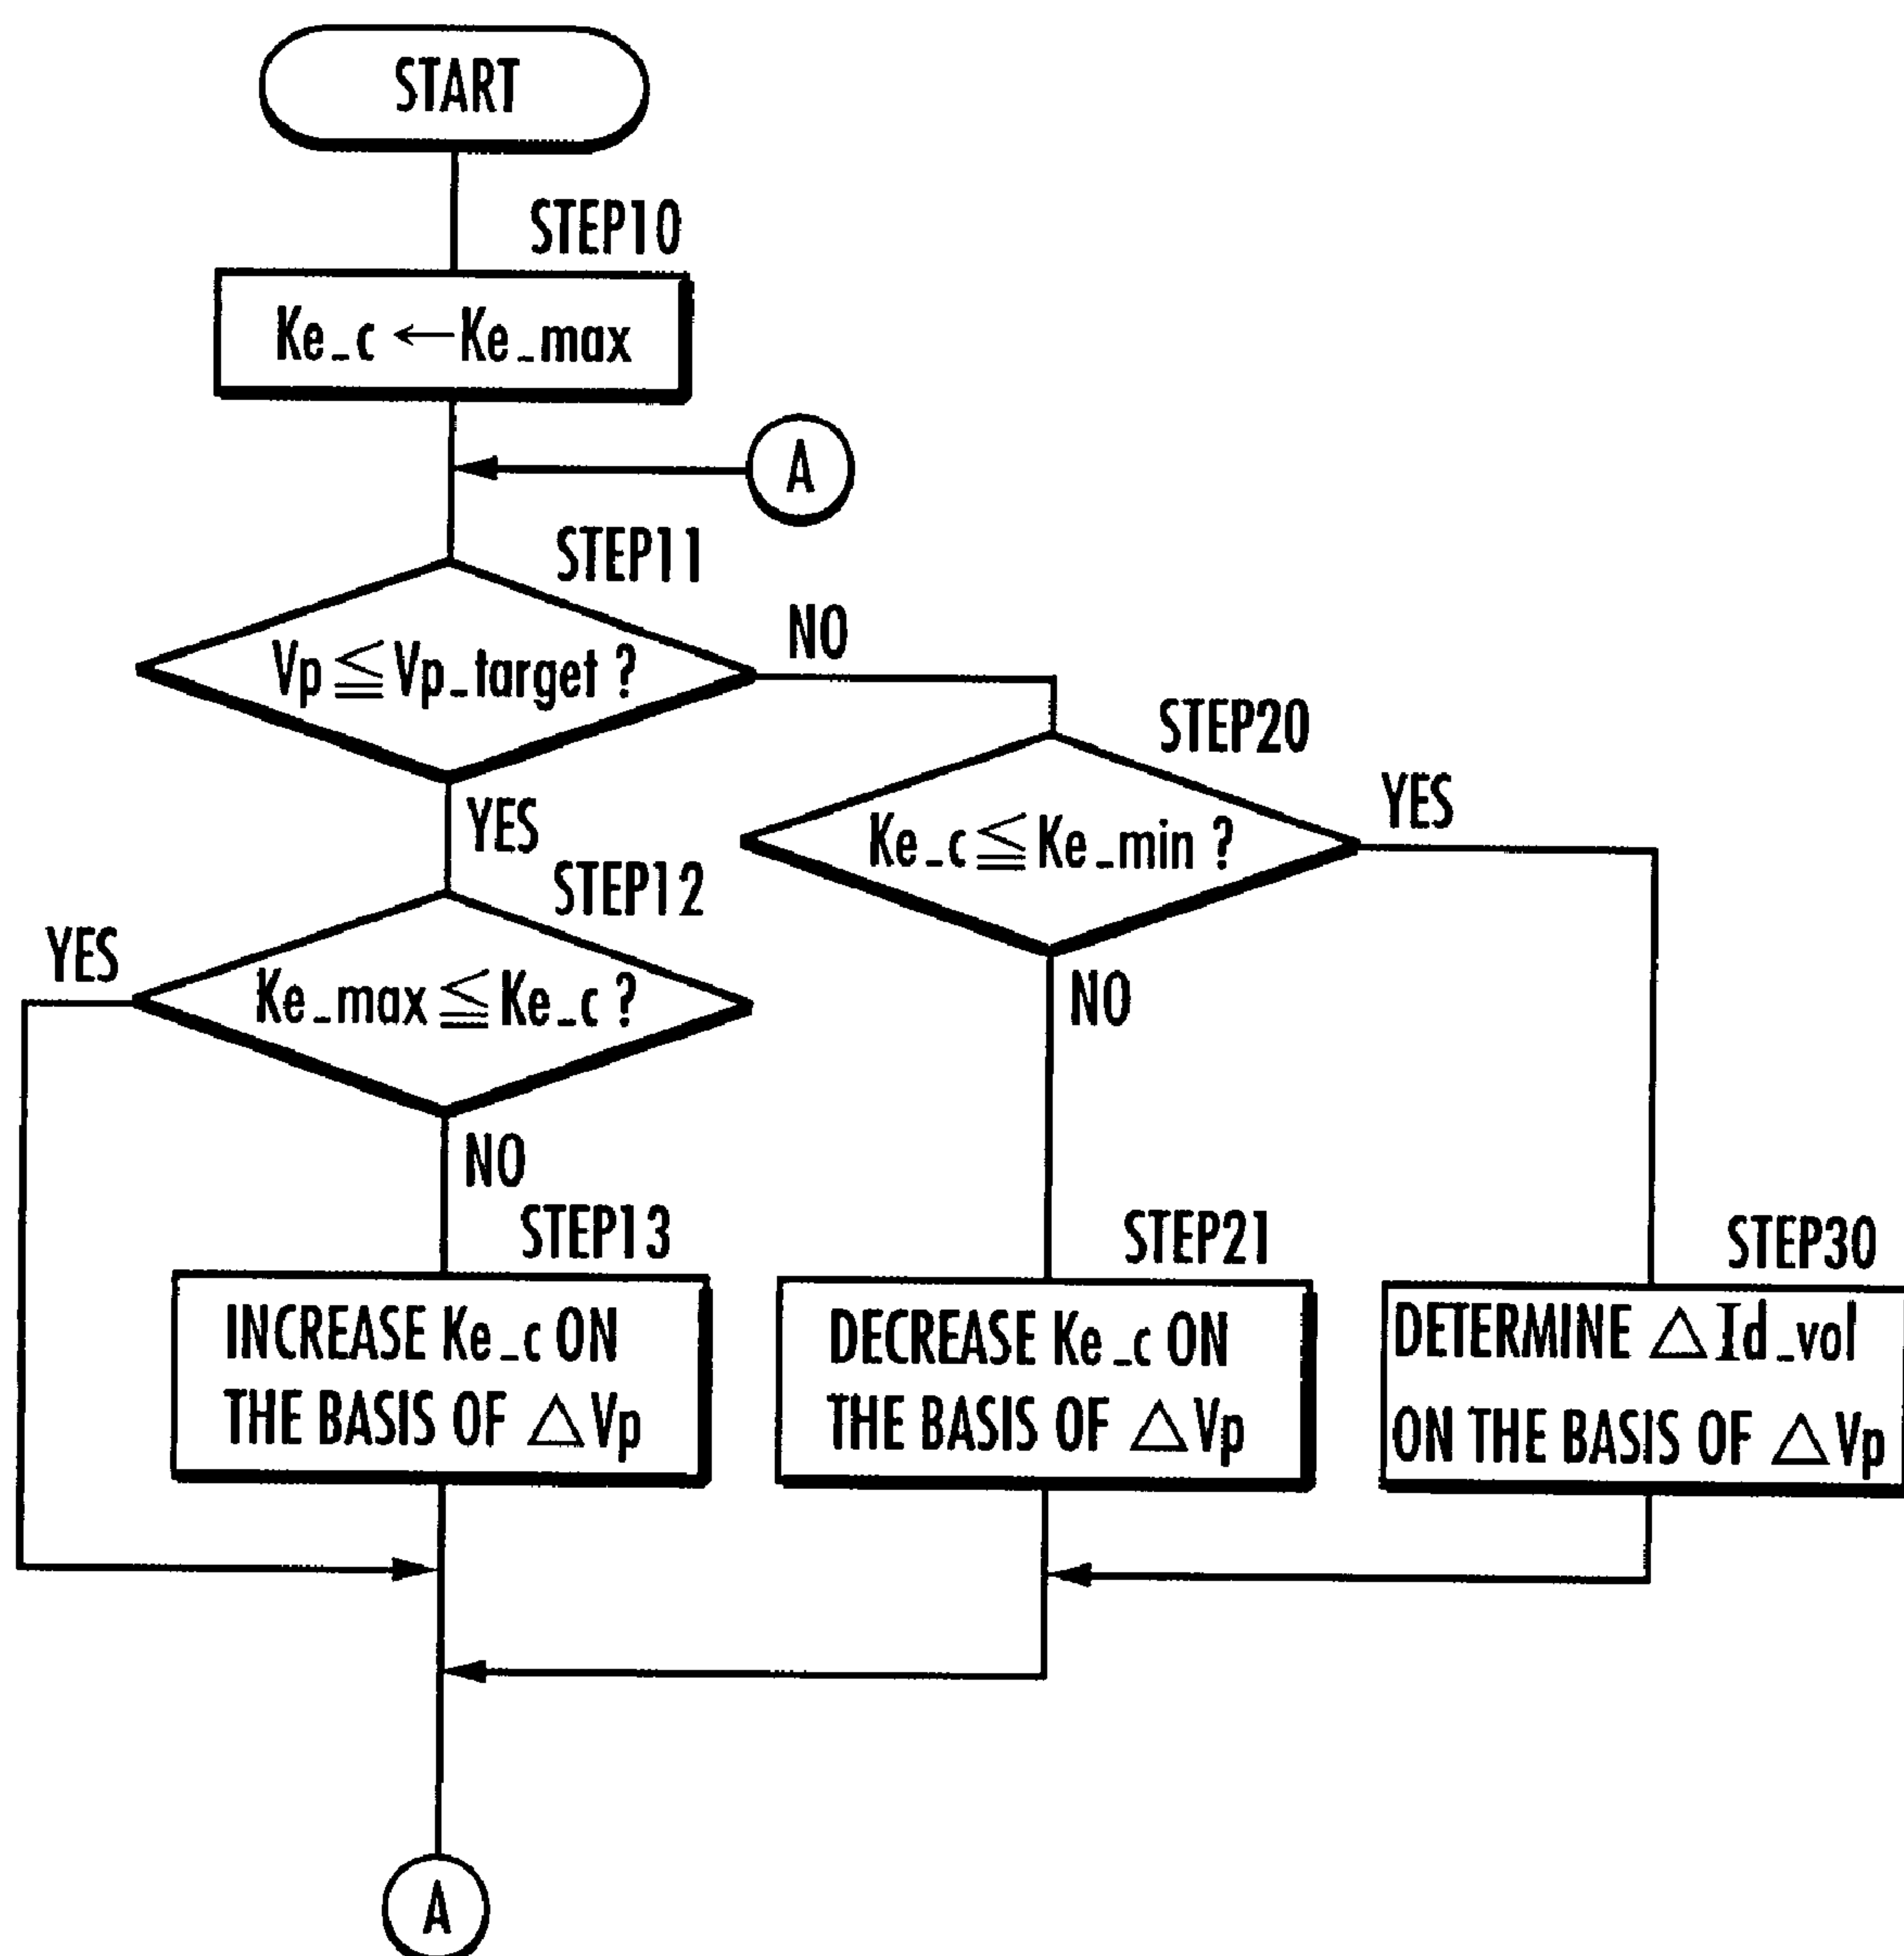 START
STEP10
Ke_c ← Ke_max
A
STEP11
Vp ≦ Vp_target ?
NO
YES
STEP20
Ke_c ≦ Ke_min ?
YES
NO
STEP12
Ke_max ≦ Ke_c ?
YES
NO
STEP13
INCREASE Ke_c ON
THE BASIS OF △Vp
STEP21
DECREASE Ke_c ON
THE BASIS OF △Vp
STEP30
DETERMINE △Id_vol
ON THE BASIS OF △Vp
A